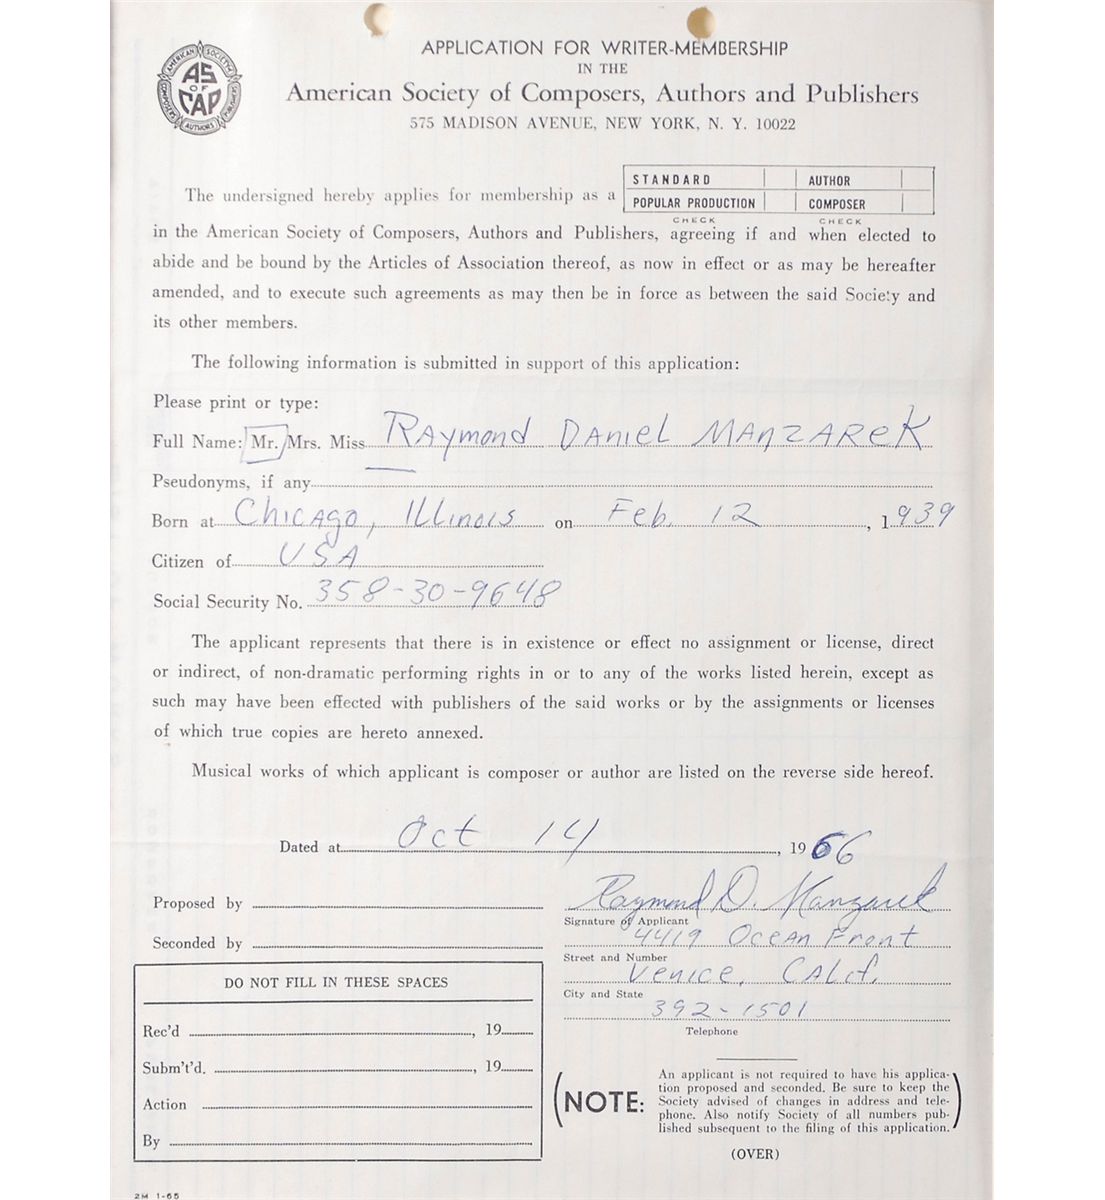 APPLICATION FOR WRITER-MEMBERSHIP
IN THE
American Society of Composers, Authors and Publishers
575 MADISON AVENUE, NEW YORK, N. Y. 10022
AMERICAN SOCIETY OF COMPOSERS AUTHORS & PUBLISHERS
AS
OF
CAP
The undersigned hereby applies for membership as a
STANDARD AUTHOR
POPULAR PRODUCTION COMPOSER
CHECK CHECK
in the American Society of Composers, Authors and Publishers, agreeing if and when elected to
abide and be bound by the Articles of Association thereof, as now in effect or as may be hereafter
amended, and to execute such agreements as may then be in force as between the said Society and
its other members.
The following information is submitted in support of this application:
Please print or type:
Full Name: Mr. Mrs. Miss RAymond DANieL MANZAReK
Pseudonyms, if any
Born at Chicago, ILLinois on Feb. 12, 1939
Citizen of USA
Social Security No. 358-30-9648
The applicant represents that there is in existence or effect no assignment or license, direct
or indirect, of non-dramatic performing rights in or to any of the works listed herein, except as
such may have been effected with publishers of the said works or by the assignments or licenses
of which true copies are hereto annexed.
Musical works of which applicant is composer or author are listed on the reverse side hereof.
Dated at Oct 14, 1966
Proposed by
Seconded by
Raymond D. Manzarek
Signature of Applicant
4419 Ocean Front
Street and Number
Venice, CALif.
City and State
392-1501
Telephone
DO NOT FILL IN THESE SPACES
Rec'd , 19
Subm't'd. , 19
Action
By
NOTE:
(An applicant is not required to have his applica-
tion proposed and seconded. Be sure to keep the
Society advised of changes in address and tele-
phone. Also notify Society of all numbers pub-
lished subsequent to the filing of this application.)
(OVER)
2M 1-65